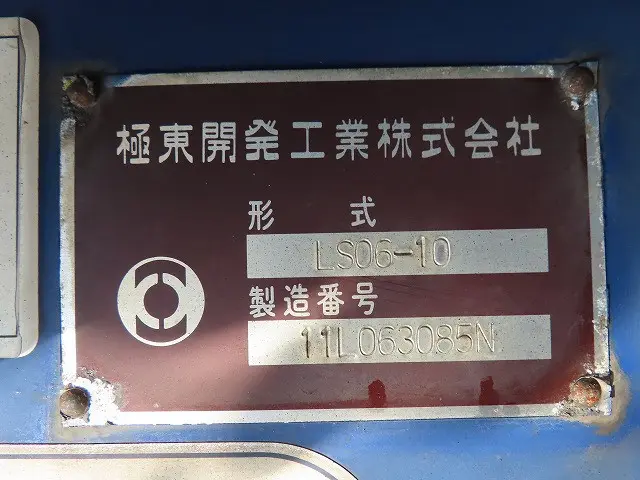 極東開発工業株式会社
形 式
LS06-10
製造番号
11L063085N